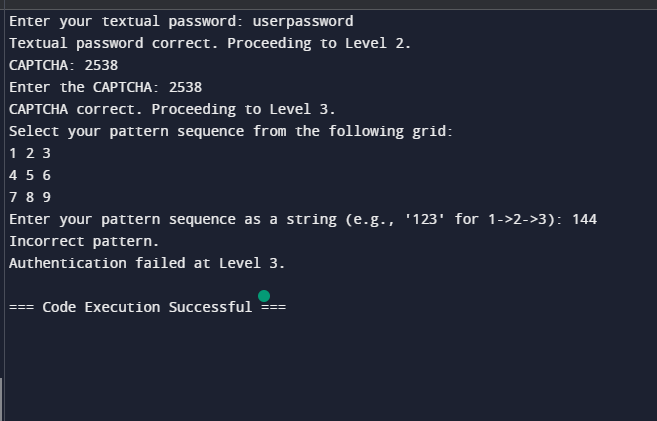 Enter your textual password: userpassword
Textual password correct. Proceeding to Level 2.
CAPTCHA: 2538
Enter the CAPTCHA: 2538
CAPTCHA correct. Proceeding to Level 3.
Select your pattern sequence from the following grid:
1 2 3
4 5 6
7 8 9
Enter your pattern sequence as a string (e.g., '123' for 1->2->3): 144
Incorrect pattern.
Authentication failed at Level 3.
=== Code Execution Successful ===